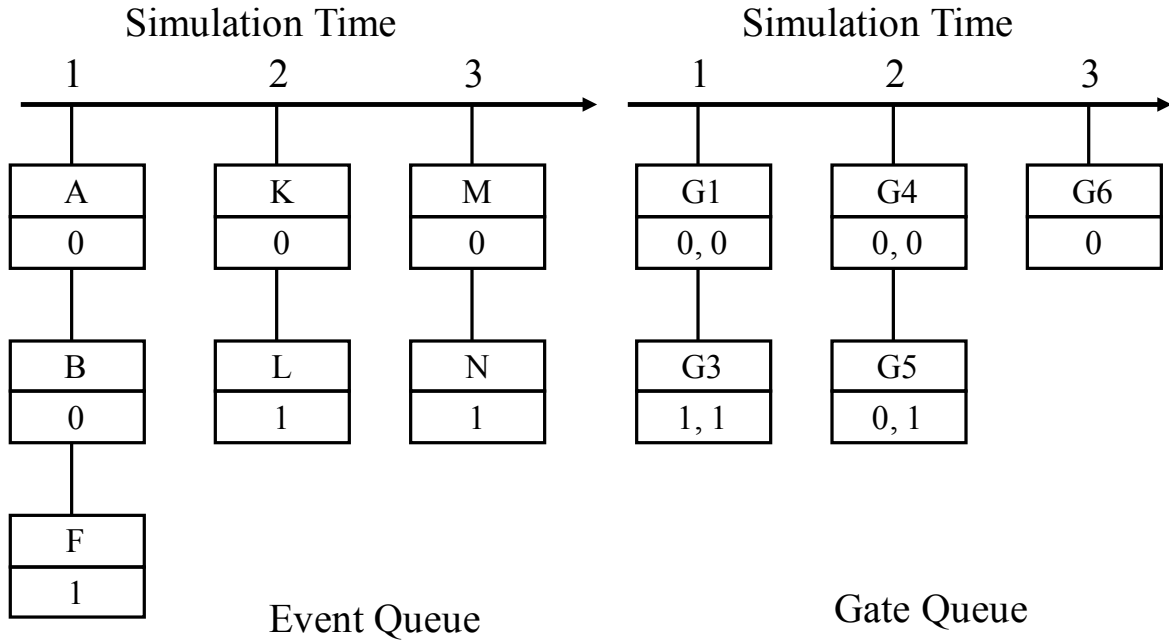 Simulation Time
1 2 3
A K M
0 0 0
B L N
0 1 1
F
1
Event Queue
Simulation Time
1 2 3
G1 G4 G6
0, 0 0, 0 0
G3 G5
1, 1 0, 1
Gate Queue